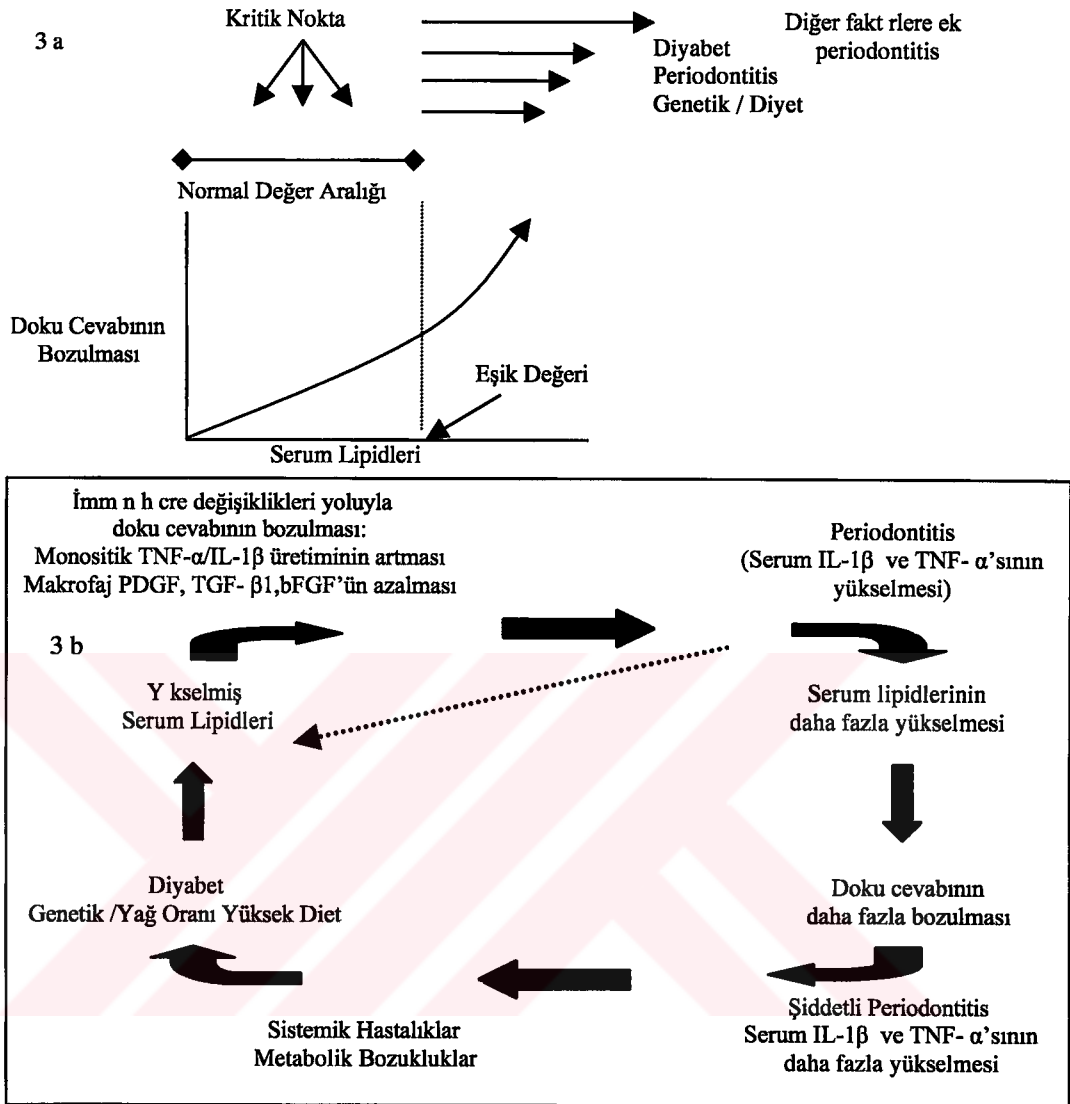 3 a
Kritik Nokta
Diğer fakt rlere ek
periodontitis
Diyabet
Periodontitis
Genetik / Diyet
Normal Değer Aralığı
Doku Cevabının
Bozulması
Eşik Değeri
Serum Lipidleri
İmm n h cre değişiklikleri yoluyla
doku cevabının bozulması:
Monositik TNF-α/IL-1β üretiminin artması
Makrofaj PDGF, TGF- β1,bFGF'ün azalması
Periodontitis
(Serum IL-1β ve TNF- α'sının
yükselmesi)
3 b
Y kselmiş
Serum Lipidleri
Serum lipidlerinin
daha fazla yükselmesi
Diyabet
Genetik /Yağ Oranı Yüksek Diet
Doku cevabının
daha fazla bozulması
Sistemik Hastalıklar
Metabolik Bozukluklar
Şiddetli Periodontitis
Serum IL-1β ve TNF- α'sının
daha fazla yükselmesi